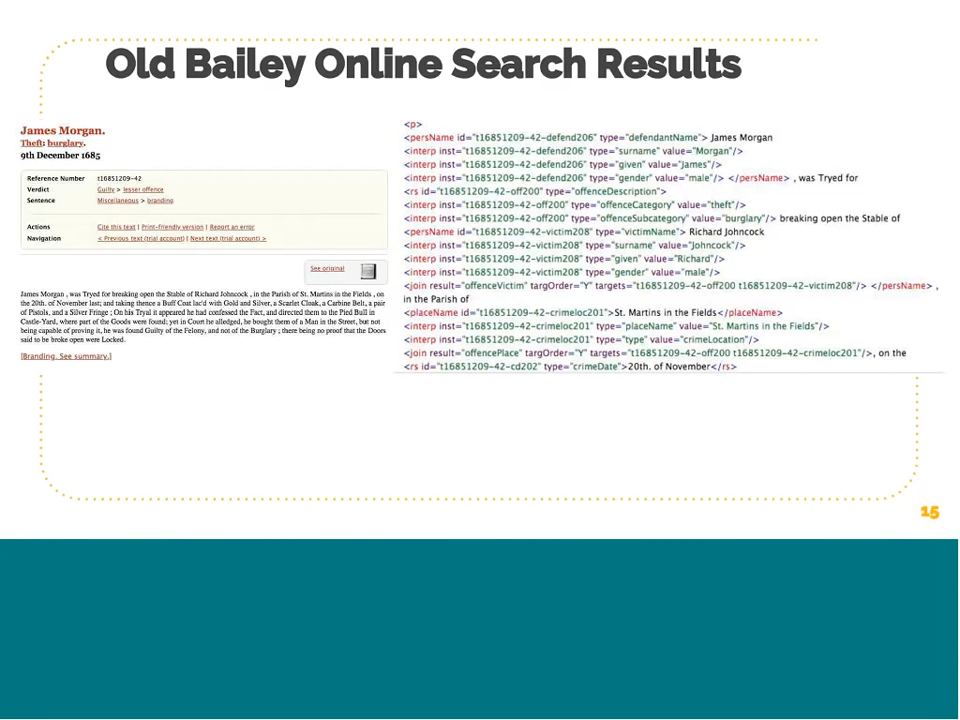 Old Bailey Online Search Results
James Morgan.
Theft: burglary.
9th December 1685
Reference Number t16851209-42
Verdict Guilty > lesser offence
Sentence Miscellaneous > branding
Actions Cite this text | Print-friendly version | Report an error
Navigation < Previous text (trial account) | Next text (trial account) >
See original
James Morgan , was Tryed for breaking open the Stable of Richard Johncock , in the Parish of St. Martins in the Fields , on
the 20th. of November last; and taking thence a Buff Coat lac'd with Gold and Silver, a Scarlet Cloak, a Carbine Belt, a pair
of Pistols, and a Silver Fringe ; On his Tryal it appeared he had confessed the Fact, and directed them to the Pied Bull in
Castle-Yard, where part of the Goods were found; yet in Court he alledged, he bought them of a Man in the Street, but not
being capable of proving it, he was found Guilty of the Felony, and not of the Burglary ; there being no proof that the Doors
said to be broke open were Locked.
[Branding. See summary.]
<p>
<persName id="t16851209-42-defend206" type="defendantName"> James Morgan
<interp inst="t16851209-42-defend206" type="surname" value="Morgan"/>
<interp inst="t16851209-42-defend206" type="given" value="James"/>
<interp inst="t16851209-42-defend206" type="gender" value="male"/> </persName> , was Tryed for
<rs id="t16851209-42-off200" type="offenceDescription">
<interp inst="t16851209-42-off200" type="offenceCategory" value="theft"/>
<interp inst="t16851209-42-off200" type="offenceSubcategory" value="burglary"/> breaking open the Stable of
<persName id="t16851209-42-victim208" type="victimName"> Richard Johncock
<interp inst="t16851209-42-victim208" type="surname" value="Johncock"/>
<interp inst="t16851209-42-victim208" type="given" value="Richard"/>
<interp inst="t16851209-42-victim208" type="gender" value="male"/>
<join result="offenceVictim" targOrder="Y" targets="t16851209-42-off200 t16851209-42-victim208"/> </persName> ,
in the Parish of
<placeName id="t16851209-42-crimeloc201">St. Martins in the Fields</placeName>
<interp inst="t16851209-42-crimeloc201" type="placeName" value="St. Martins in the Fields"/>
<interp inst="t16851209-42-crimeloc201" type="type" value="crimeLocation"/>
<join result="offencePlace" targOrder="Y" targets="t16851209-42-off200 t16851209-42-crimeloc201"/>, on the
<rs id="t16851209-42-cd202" type="crimeDate">20th. of November</rs>
15